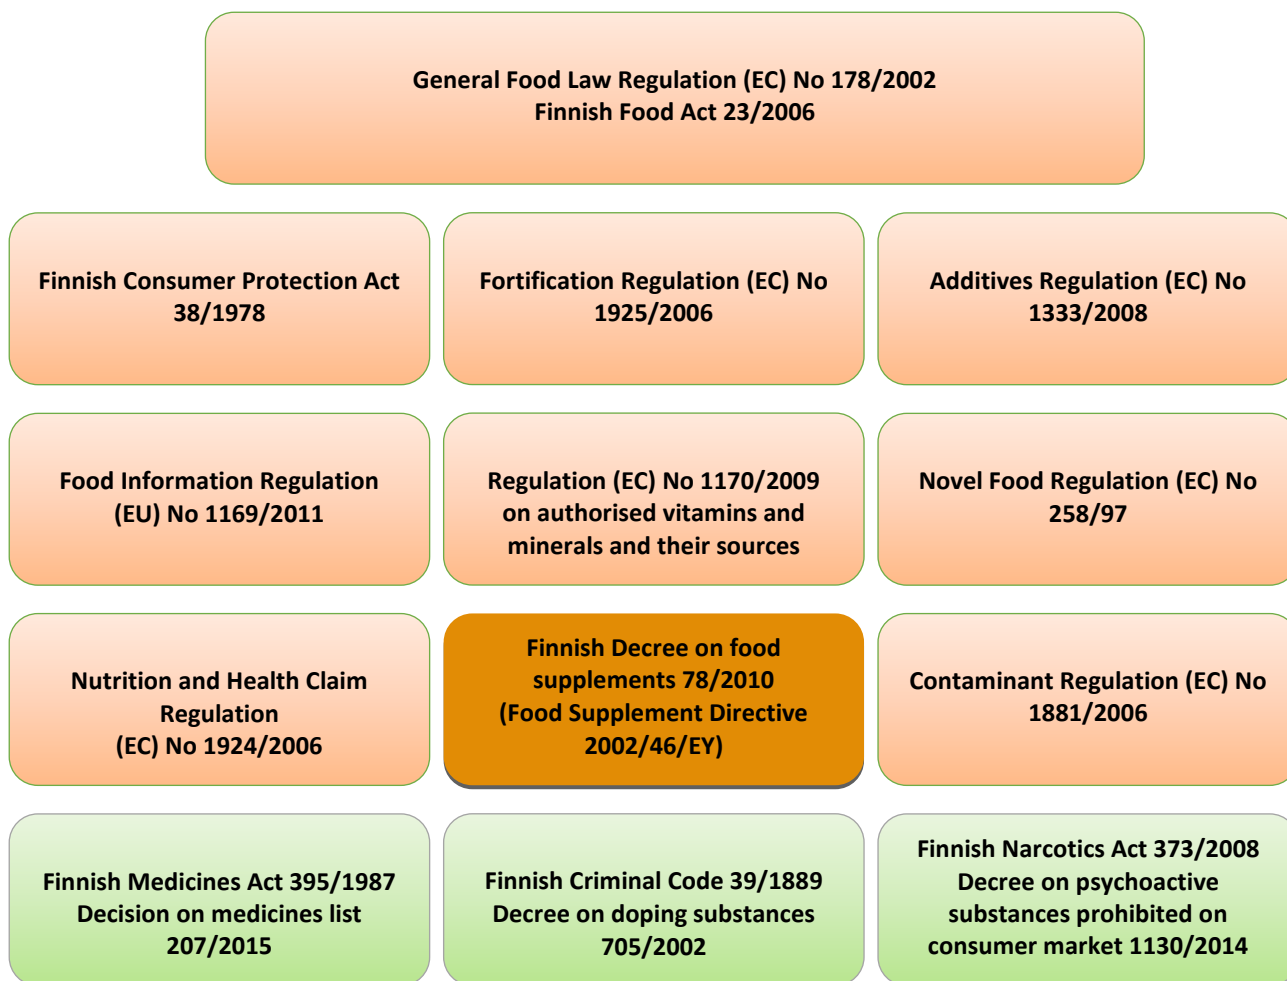 General Food Law Regulation (EC) No 178/2002
Finnish Food Act 23/2006
Finnish Consumer Protection Act
38/1978
Fortification Regulation (EC) No
1925/2006
Additives Regulation (EC) No
1333/2008
Food Information Regulation
(EU) No 1169/2011
Regulation (EC) No 1170/2009
on authorised vitamins and
minerals and their sources
Novel Food Regulation (EC) No
258/97
Nutrition and Health Claim
Regulation
(EC) No 1924/2006
Finnish Decree on food
supplements 78/2010
(Food Supplement Directive
2002/46/EY)
Contaminant Regulation (EC) No
1881/2006
Finnish Medicines Act 395/1987
Decision on medicines list
207/2015
Finnish Criminal Code 39/1889
Decree on doping substances
705/2002
Finnish Narcotics Act 373/2008
Decree on psychoactive
substances prohibited on
consumer market 1130/2014